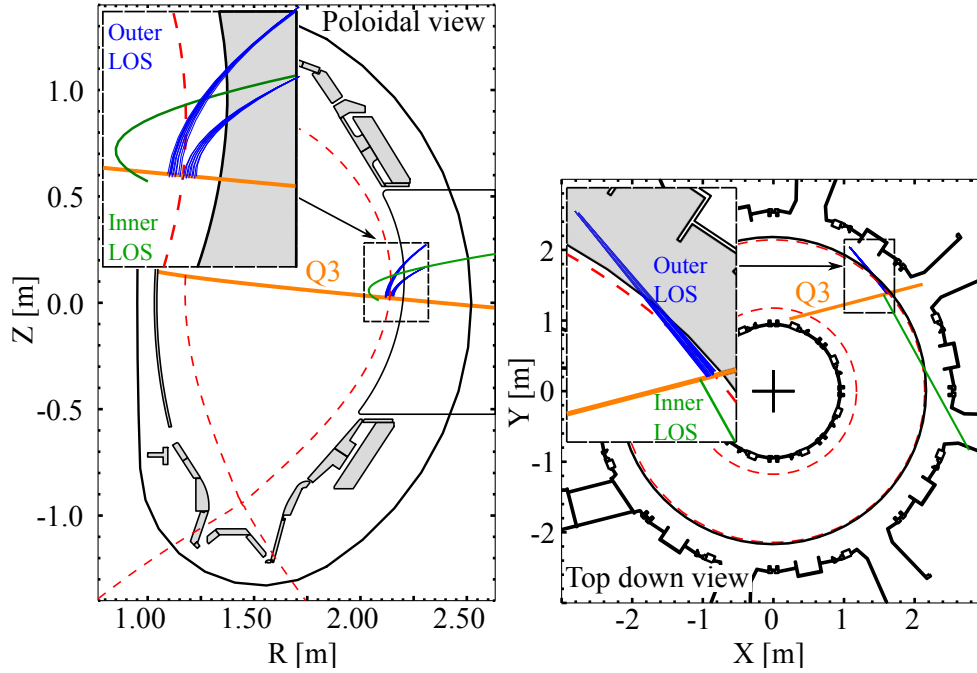 Poloidal view
Outer
LOS
Inner
LOS
Q3
Z [m]
1.0
0.5
0.0
-0.5
-1.0
1.00
1.50
2.00
2.50
R [m]
Outer
LOS
Inner
LOS
Q3
Top down view
Y [m]
2
1
0
-1
-2
-2
-1
0
1
2
X [m]